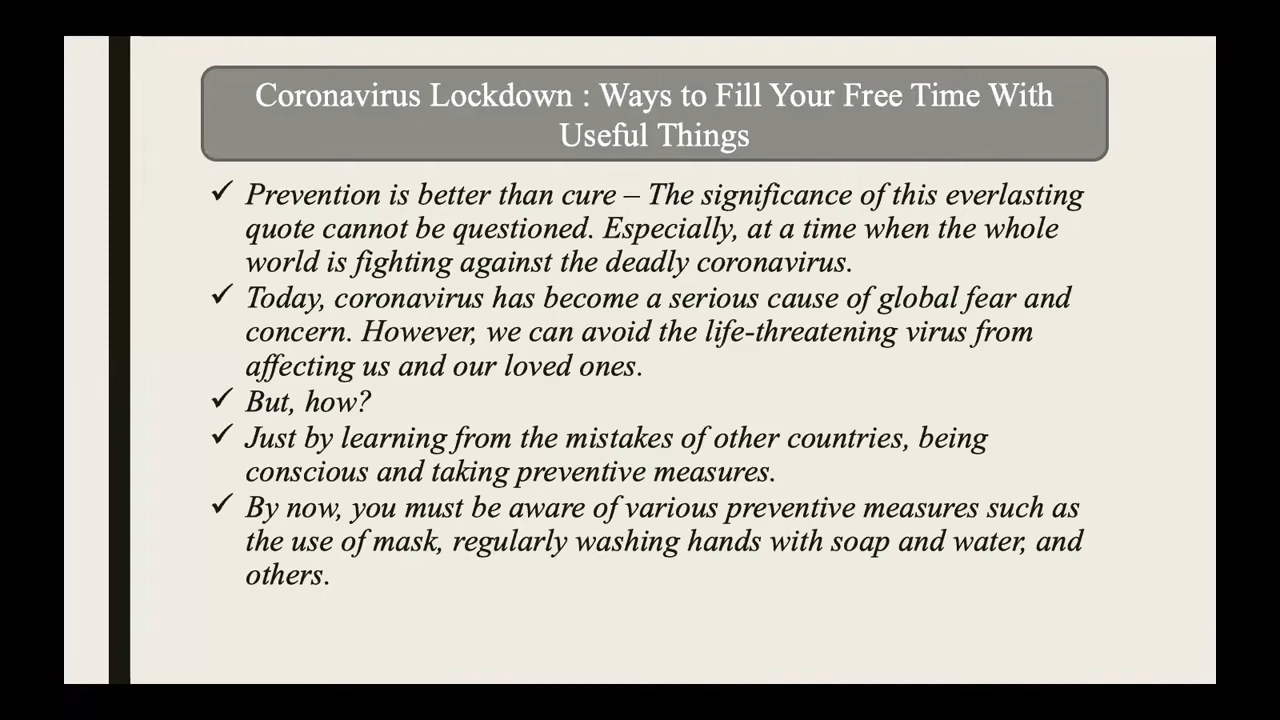 Coronavirus Lockdown : Ways to Fill Your Free Time With
Useful Things
✓ Prevention is better than cure – The significance of this everlasting
quote cannot be questioned. Especially, at a time when the whole
world is fighting against the deadly coronavirus.
✓ Today, coronavirus has become a serious cause of global fear and
concern. However, we can avoid the life-threatening virus from
affecting us and our loved ones.
✓ But, how?
✓ Just by learning from the mistakes of other countries, being
conscious and taking preventive measures.
✓ By now, you must be aware of various preventive measures such as
the use of mask, regularly washing hands with soap and water, and
others.